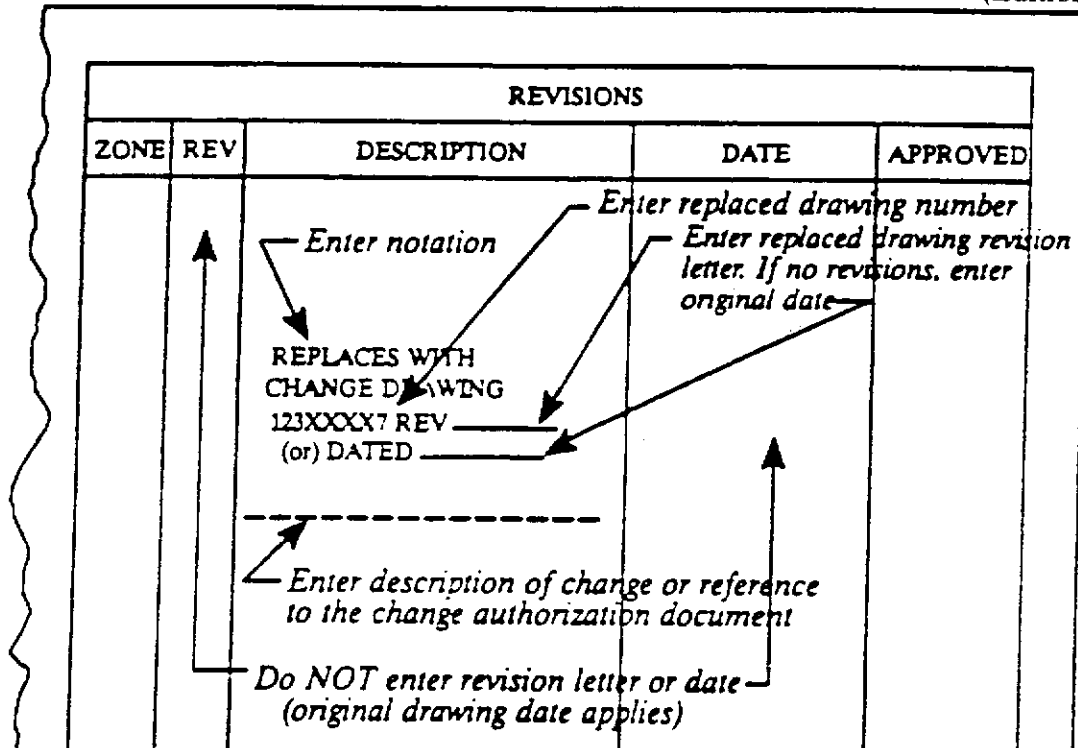 REVISIONS
ZONE REV DESCRIPTION DATE APPROVED
Enter replaced drawing number
Enter notation
Enter replaced drawing revision
letter. If no revisions, enter
original date
REPLACES WITH
CHANGE DRAWING
123XXXX7 REV
(or) DATED
Enter description of change or reference
to the change authorization document
Do NOT enter revision letter or date
(original drawing date applies)